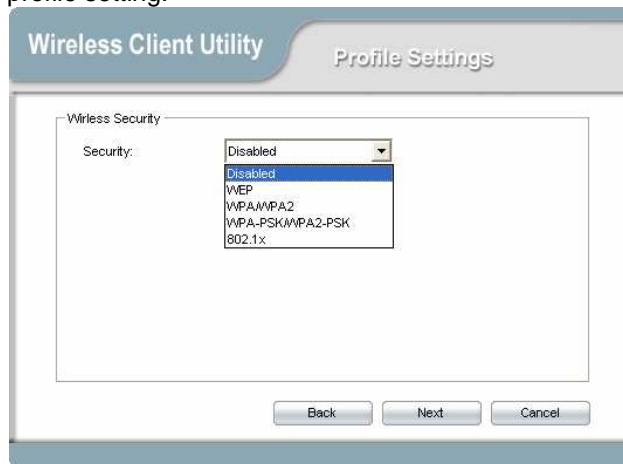 profile setting.
Wireless Client Utility
Profile Settings
Wirless Security
Security:
Disabled
Disabled
WEP
WPA/WPA2
WPA-PSK/WPA2-PSK
802.1x
Back
Next
Cancel